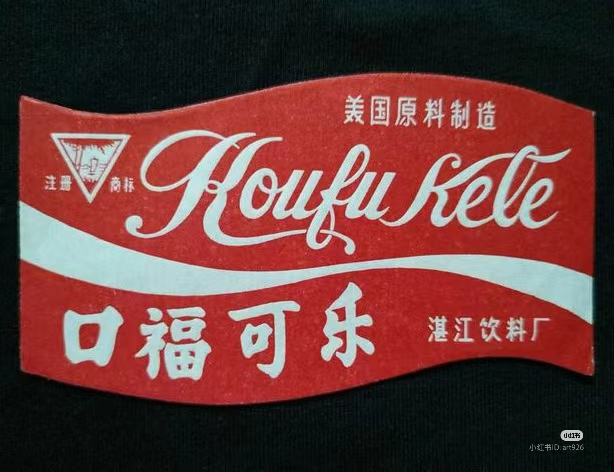 美国原料制造
注册 商标
Koufu Kele
口福可乐
湛江饮料厂
小红书
小红书ID:art926